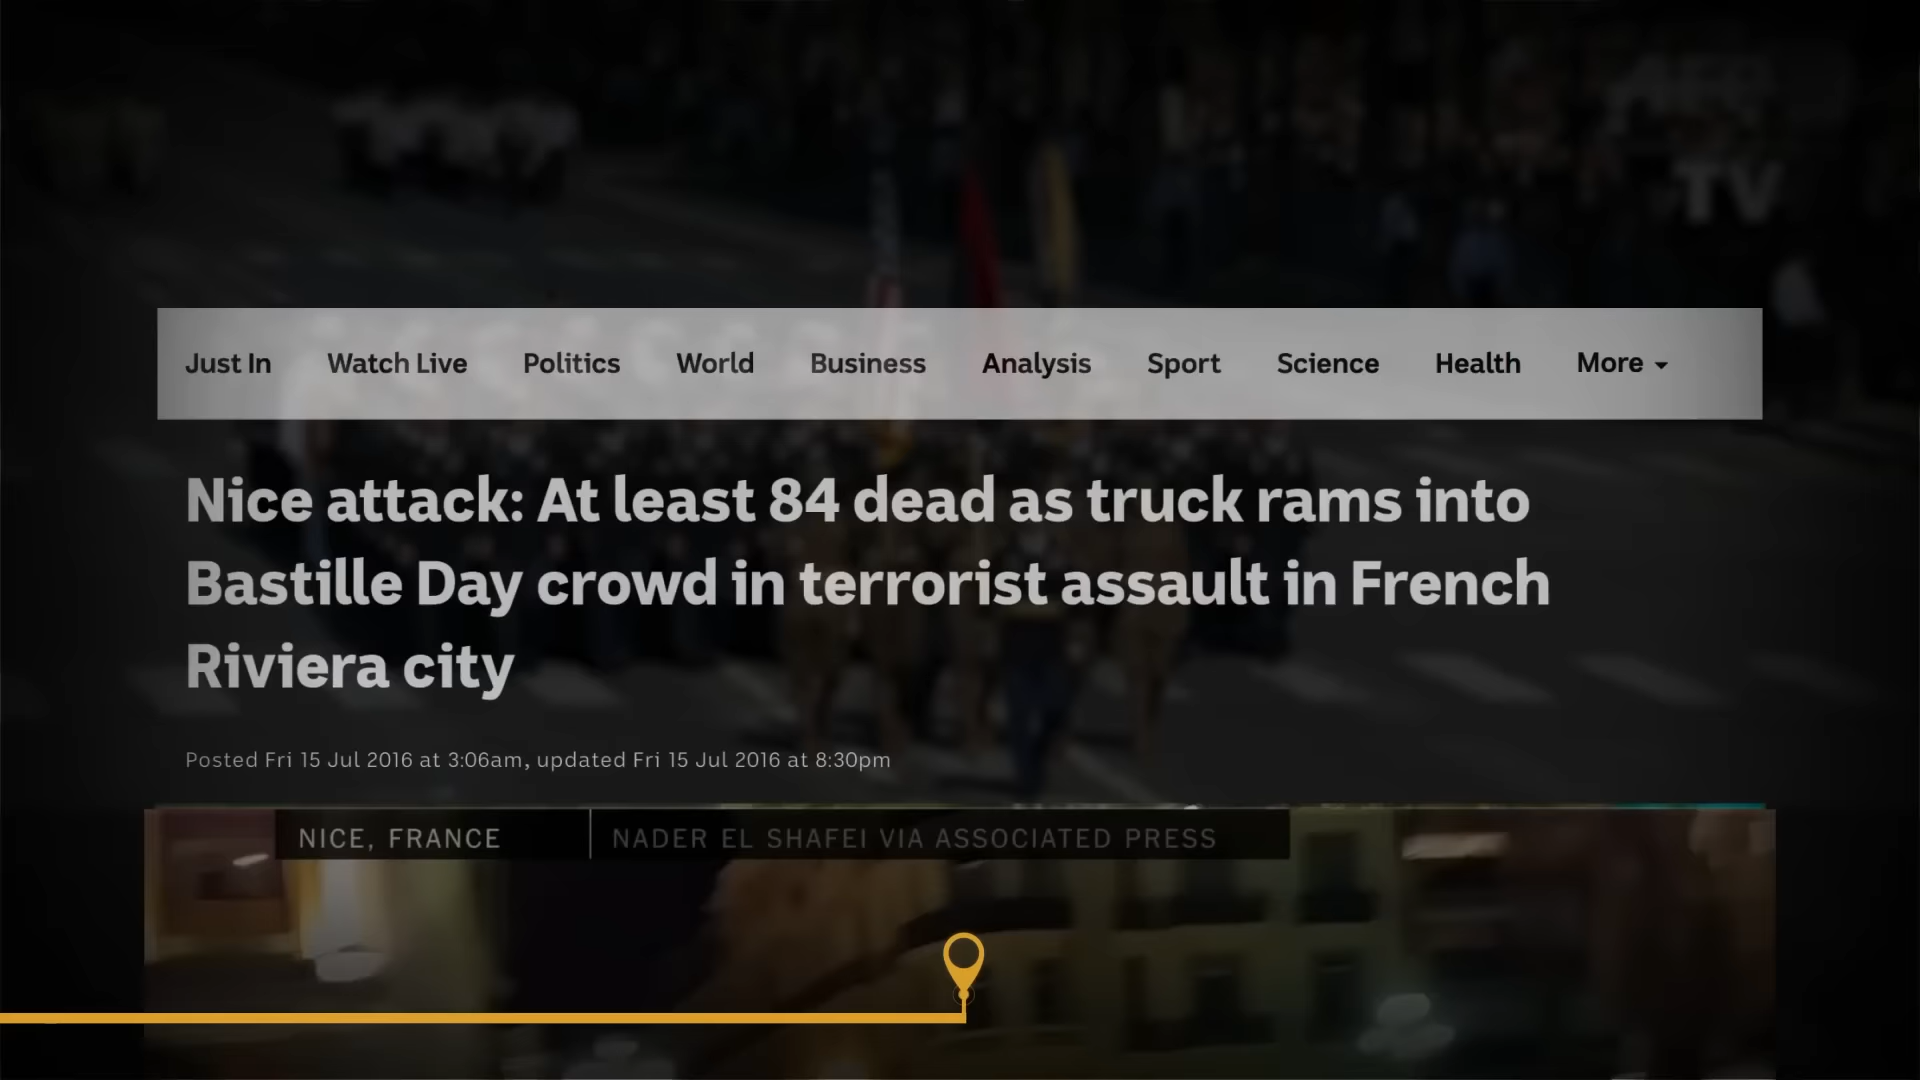 AFP
TV
Just In Watch Live Politics World Business Analysis Sport Science Health More
Nice attack: At least 84 dead as truck rams into
Bastille Day crowd in terrorist assault in French
Riviera city
Posted Fri 15 Jul 2016 at 3:06am, updated Fri 15 Jul 2016 at 8:30pm
NICE, FRANCE NADER EL SHAFEI VIA ASSOCIATED PRESS